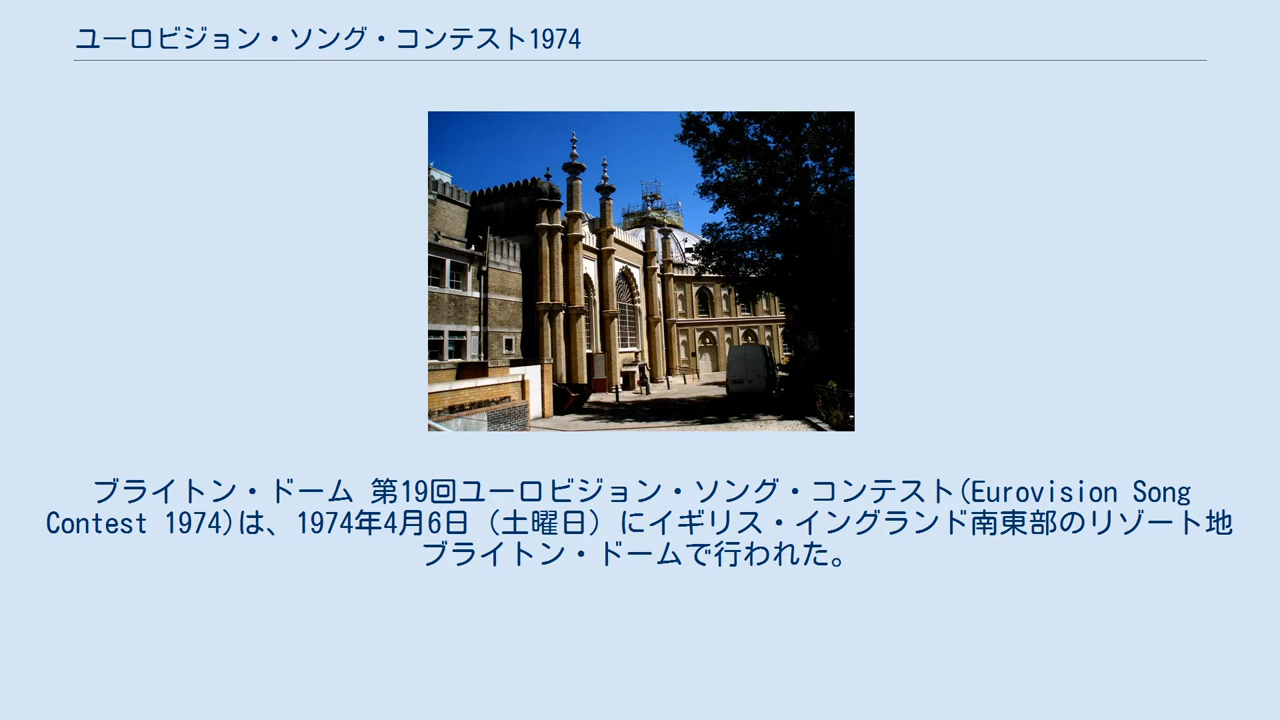 ユーロビジョン・ソング・コンテスト1974
ブライトン・ドーム 第19回ユーロビジョン・ソング・コンテスト(Eurovision Song
Contest 1974)は、1974年4月6日（土曜日）にイギリス・イングランド南東部のリゾート地
ブライトン・ドームで行われた。